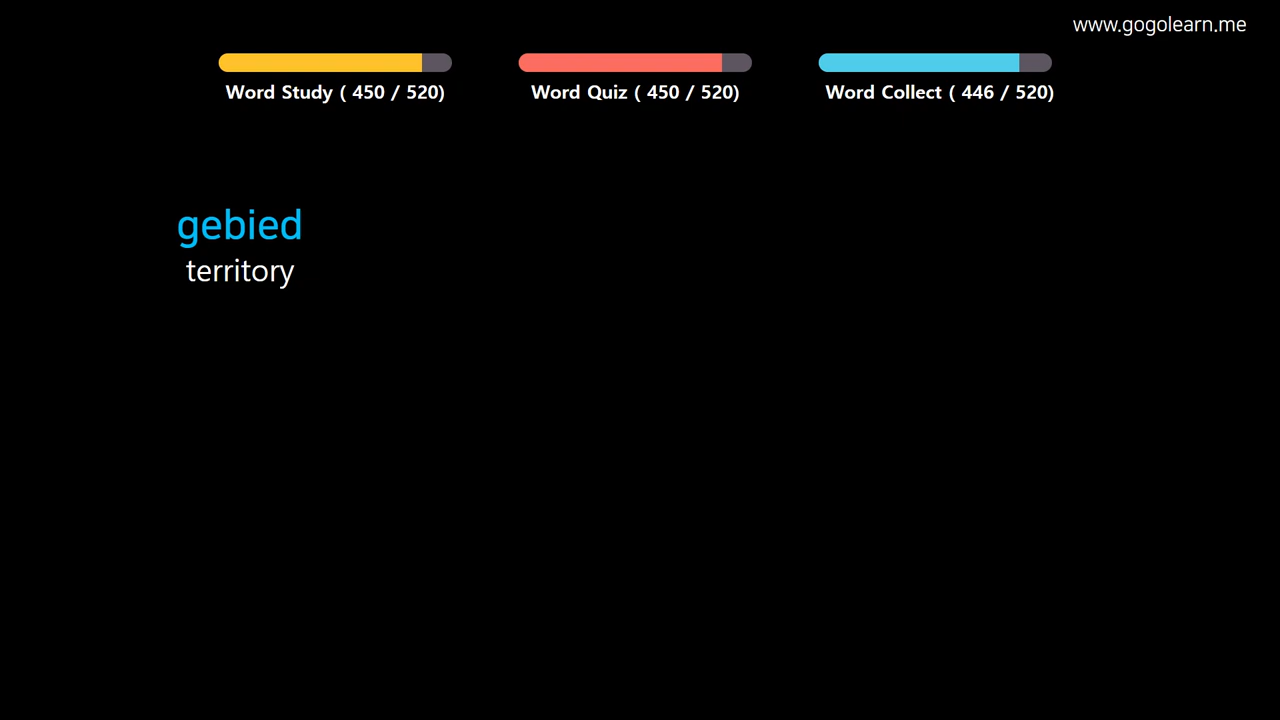 www.gogolearn.me
Word Study ( 450 / 520)
Word Quiz ( 450 / 520)
Word Collect ( 446 / 520)
gebied
territory